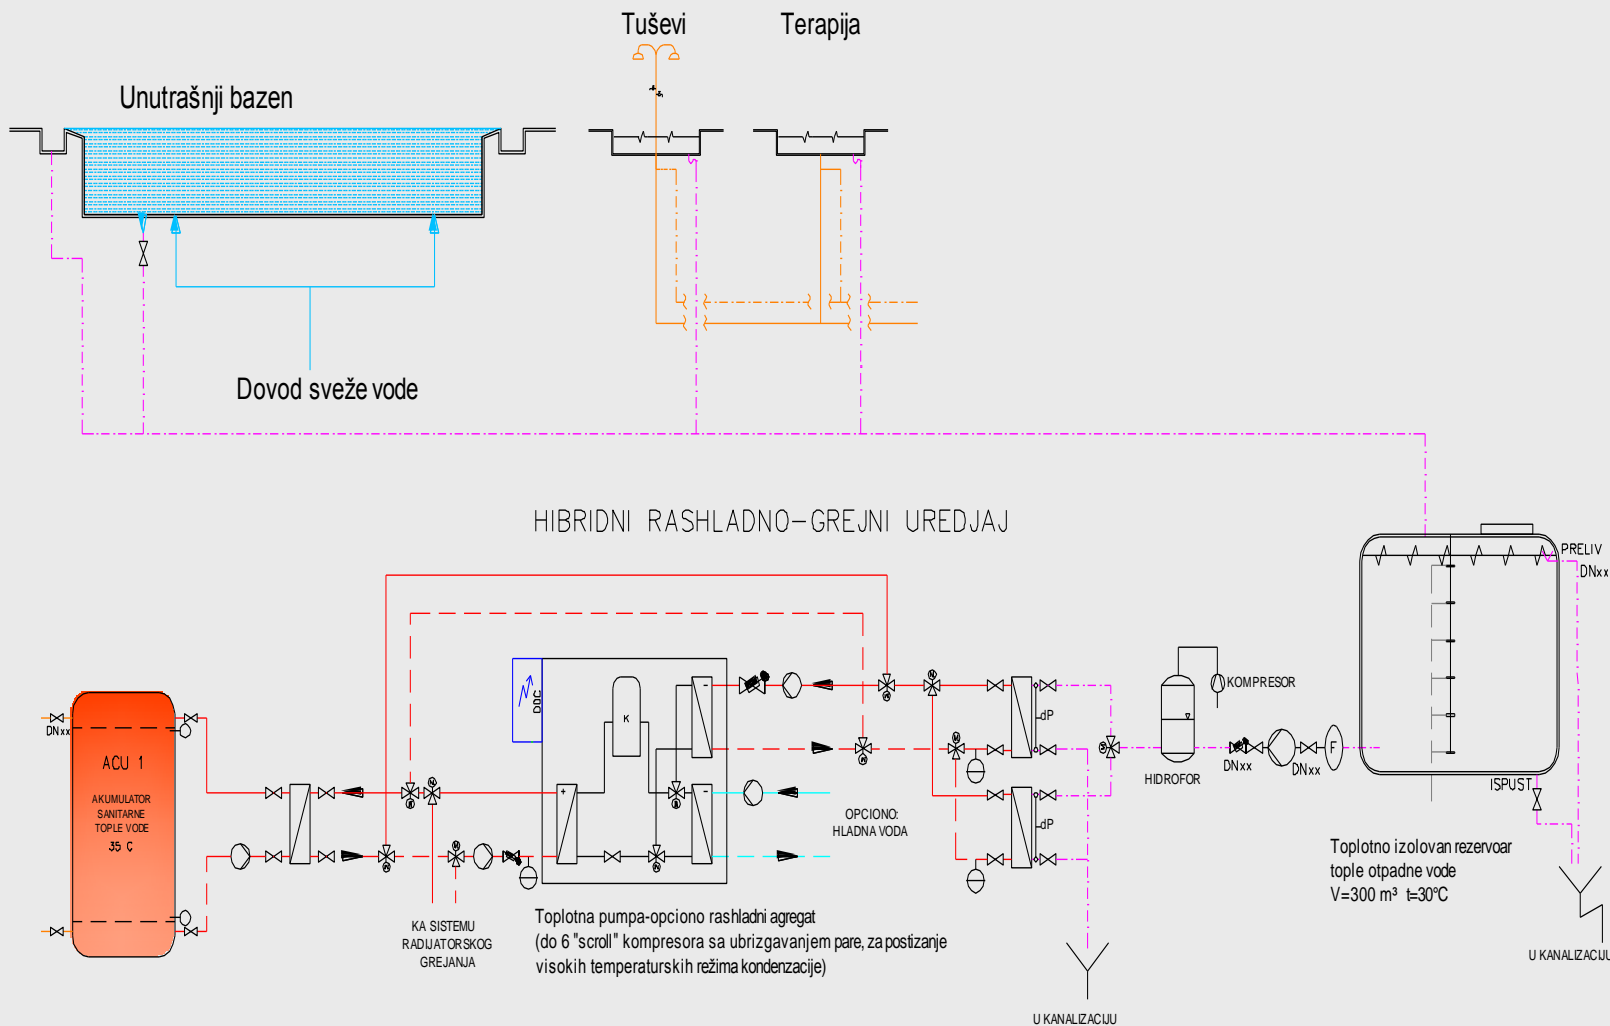 Tuševi
Terapija
Unutrašnji bazen
Dovod sveže vode
HIBRIDNI RASHLADNO-GREJNI UREDJAJ
PRELIV
DNxx
DDC
K
KOMPRESOR
dP
F
HIDROFOR
DNxx
DNxx
ISPUST
DNxx
ACU 1
AKUMULATOR
SANITARNE
TOPLE VODE
35 C
OPCIONO:
HLADNA VODA
dP
Toplotno izolovan rezervoar
tople otpadne vode
V=300 m³ t=30°C
KA SISTEMU
RADIJATORSKOG
GREJANJA
Toplotna pumpa-opciono rashladni agregat
(do 6 "scroll" kompresora sa ubrizgavanjem pare, za postizanje
visokih temperaturskih režima kondenzacije)
U KANALIZACIJU
U KANALIZACIJU